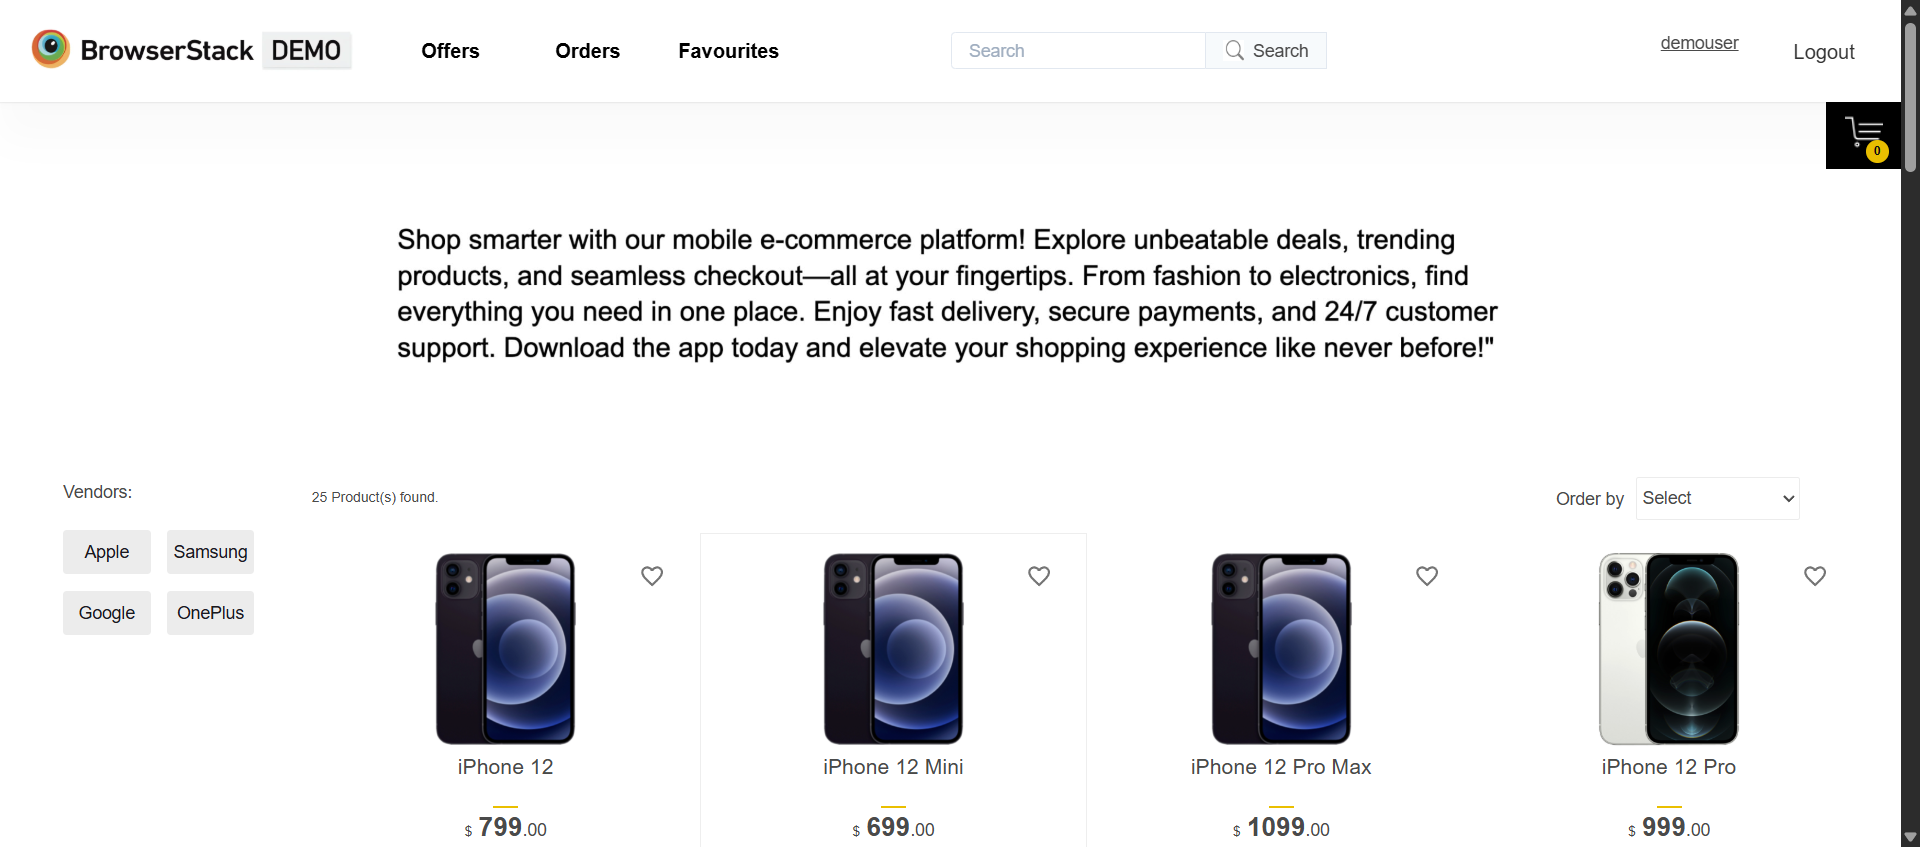 BrowserStack DEMO
Offers
Orders
Favourites
Search
Search
demouser
Logout
0
Shop smarter with our mobile e-commerce platform! Explore unbeatable deals, trending
products, and seamless checkout—all at your fingertips. From fashion to electronics, find
everything you need in one place. Enjoy fast delivery, secure payments, and 24/7 customer
support. Download the app today and elevate your shopping experience like never before!"
Vendors:
Apple
Samsung
Google
OnePlus
25 Product(s) found.
Order by
Select
iPhone 12
$ 799.00
iPhone 12 Mini
$ 699.00
iPhone 12 Pro Max
$ 1099.00
iPhone 12 Pro
$ 999.00